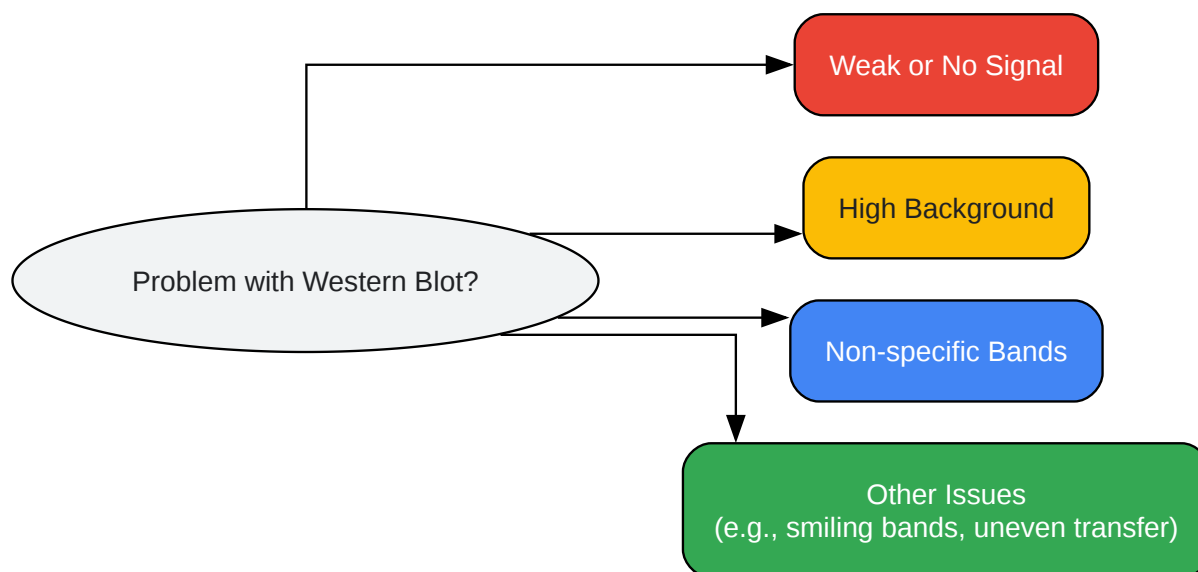 Weak or No Signal
High Background
Problem with Western Blot?
Non-specific Bands
Other Issues
(e.g., smiling bands, uneven transfer)